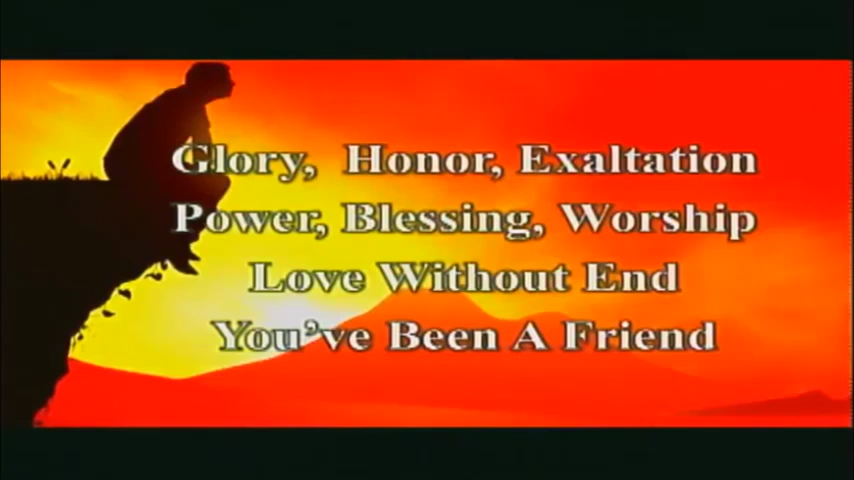 Glory, Honor, Exaltation
Power, Blessing, Worship
Love Without End
You've Been A Friend